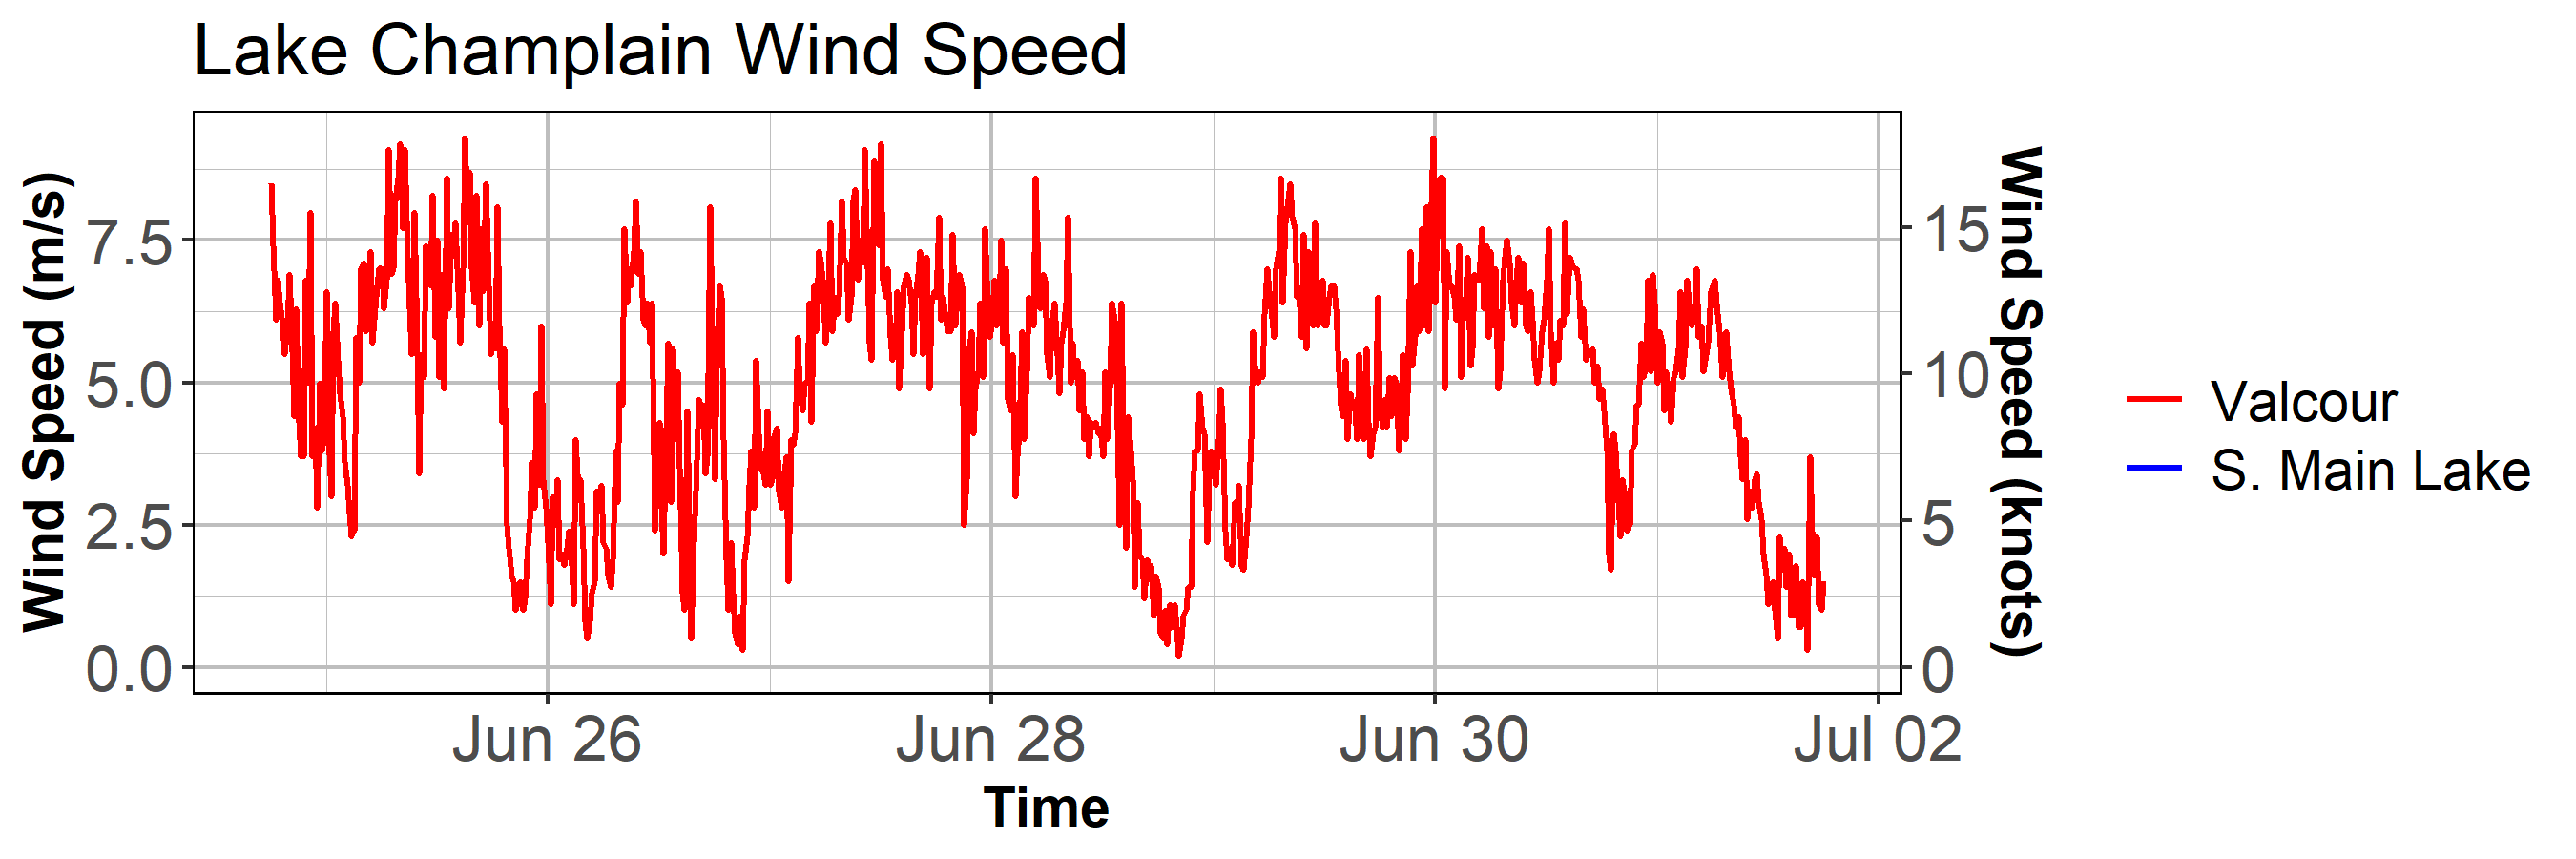 Lake Champlain Wind Speed
Wind Speed (m/s)
7.5
5.0
2.5
0.0
15
10
5
0
Wind Speed (knots)
Jun 26
Jun 28
Jun 30
Jul 02
Time
Valcour
S. Main Lake